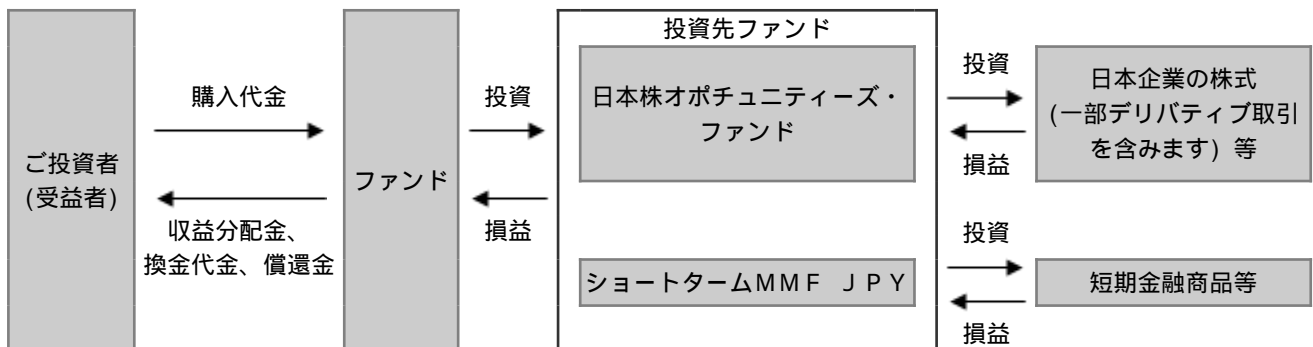 ご投資者
(受益者)
購入代金
収益分配金、
換金代金、償還金
ファンド
投資
損益
投資先ファンド
日本株オポチュニティーズ・
ファンド
ショートタームMMF ＪＰＹ
投資
損益
日本企業の株式
(一部デリバティブ取引
を含みます) 等
投資
損益
短期金融商品等